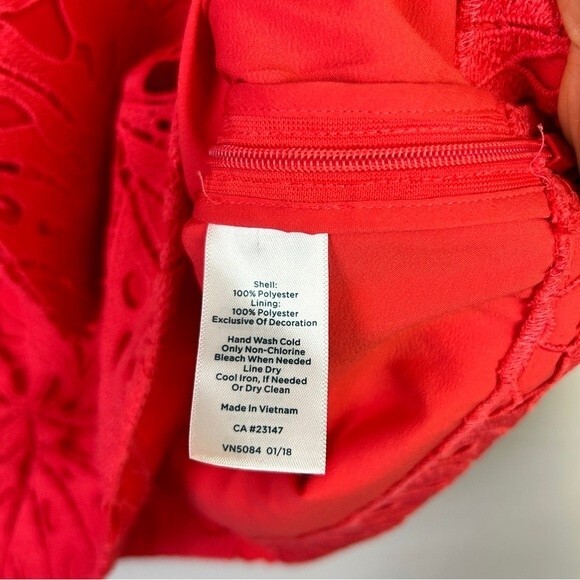 Shell:
100% Polyester
Lining:
100% Polyester
Exclusive Of Decoration
Hand Wash Cold
Only Non-Chlorine
Bleach When Needed
Line Dry
Cool Iron, If Needed
Or Dry Clean
Made In Vietnam
CA #23147
VN5084 01/18